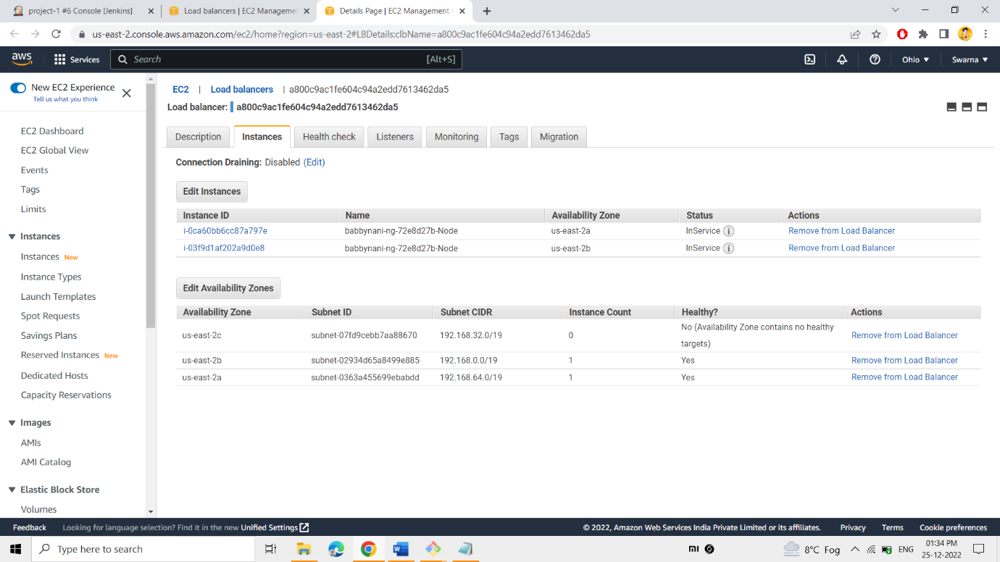 project-1 #6 Console [Jenkins]
Load balancers | EC2 Manageme
Details Page | EC2 Management
us-east-2.console.aws.amazon.com/ec2/home?region=us-east-2#LBDetails:clbName=a800c9ac1fe604c94a2edd7613462da5
aws Services Search [Alt+S] Ohio Swarna
New EC2 Experience
Tell us what you think
EC2 Dashboard
EC2 Global View
Events
Tags
Limits
Instances
Instances New
Instance Types
Launch Templates
Spot Requests
Savings Plans
Reserved Instances New
Dedicated Hosts
Capacity Reservations
Images
AMIs
AMI Catalog
Elastic Block Store
Volumes
EC2 | Load balancers | a800c9ac1fe604c94a2edd7613462da5
Load balancer: a800c9ac1fe604c94a2edd7613462da5
Description Instances Health check Listeners Monitoring Tags Migration
Connection Draining: Disabled (Edit)
Edit Instances
Instance ID Name Availability Zone Status Actions
i-0ca60bb6cc87a797e babbynani-ng-72e8d27b-Node us-east-2a InService i Remove from Load Balancer
i-03f9d1af202a9d0e8 babbynani-ng-72e8d27b-Node us-east-2b InService i Remove from Load Balancer
Edit Availability Zones
Availability Zone Subnet ID Subnet CIDR Instance Count Healthy? Actions
us-east-2c subnet-07fd9cebb7aa88670 192.168.32.0/19 0 No (Availability Zone contains no healthy targets) Remove from Load Balancer
us-east-2b subnet-02934d65a8499e885 192.168.0.0/19 1 Yes Remove from Load Balancer
us-east-2a subnet-0363a455699ebabdd 192.168.64.0/19 1 Yes Remove from Load Balancer
Feedback Looking for language selection? Find it in the new Unified Settings © 2022, Amazon Web Services India Private Limited or its affiliates. Privacy Terms Cookie preferences
Type here to search 8°C Fog ENG 01:34 PM
25-12-2022